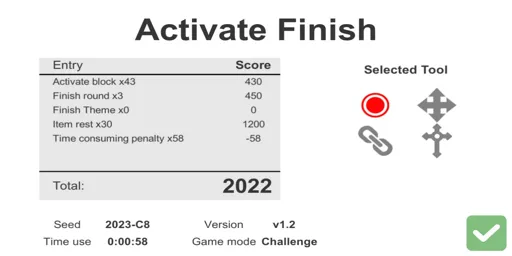 Activate Finish
Entry Score
Activate block x43 430
Finish round x3 450
Finish Theme x0 0
Item rest x30 1200
Time consuming penalty x58 -58
Total: 2022
Selected Tool
Seed 2023-C8 Version v1.2
Time use 0:00:58 Game mode Challenge